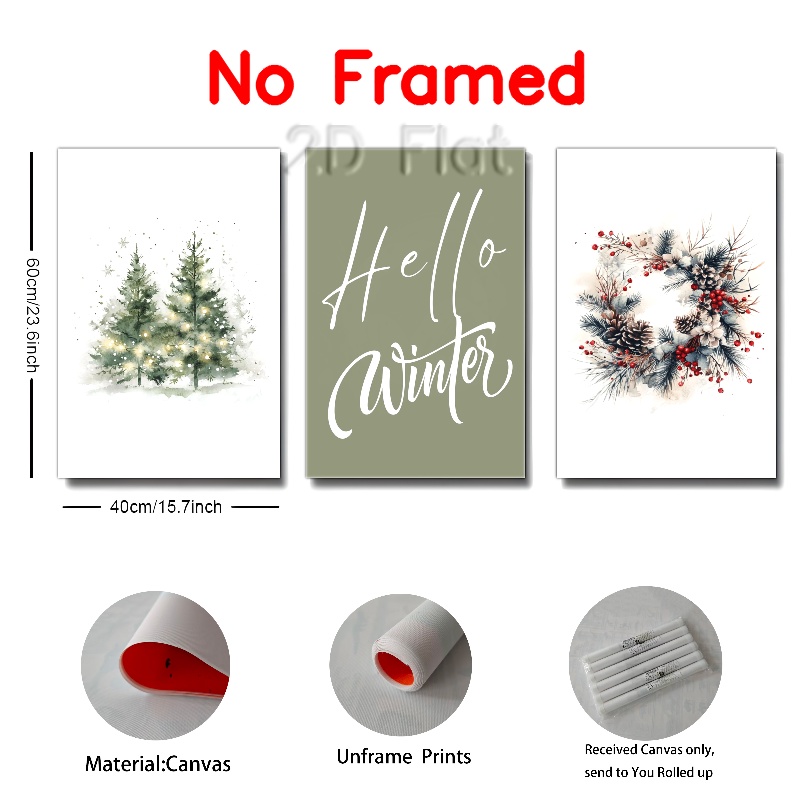 No Framed
2D Flat
60cm/23.6inch
Hello
Winter
40cm/15.7inch
Material:Canvas
Unframe Prints
Received Canvas only,
send to You Rolled up